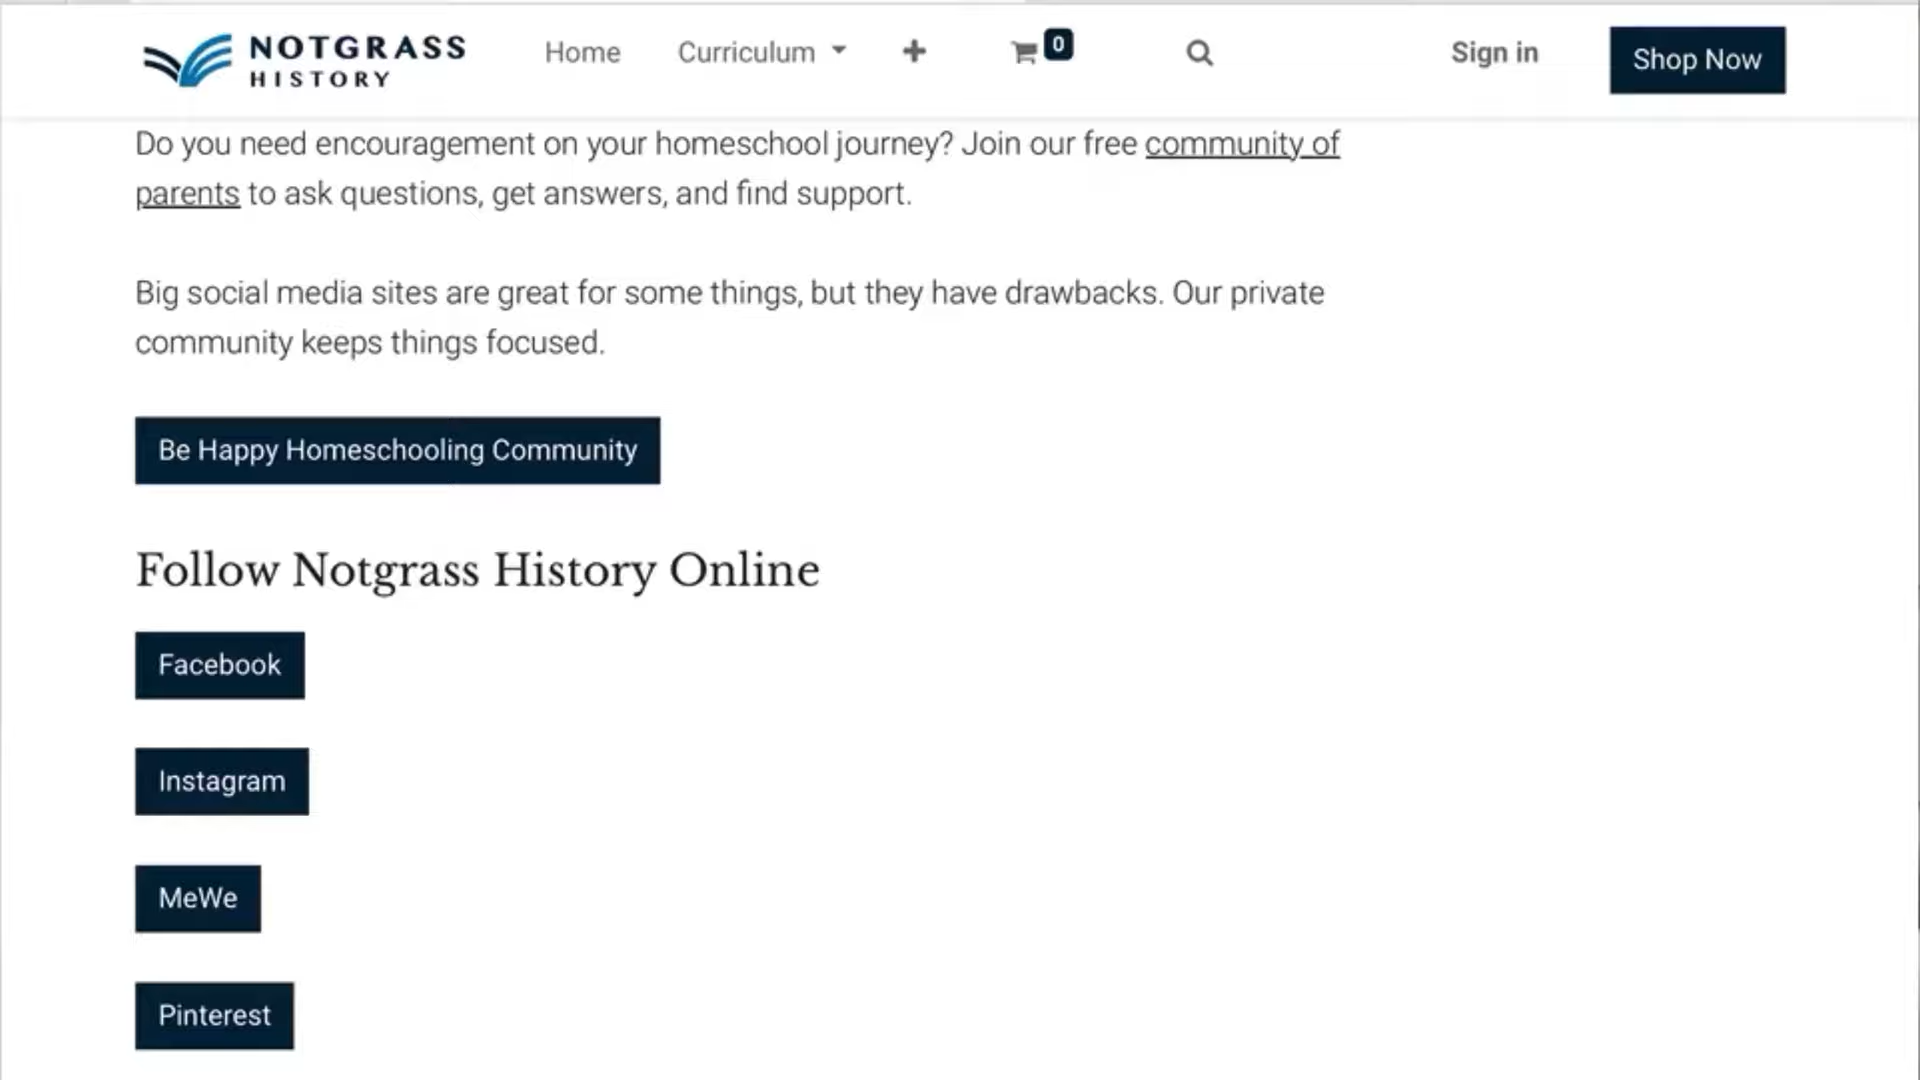 NOTGRASS
HISTORY
Home
Curriculum
0
Sign in
Shop Now
Do you need encouragement on your homeschool journey? Join our free community of
parents to ask questions, get answers, and find support.
Big social media sites are great for some things, but they have drawbacks. Our private
community keeps things focused.
Be Happy Homeschooling Community
Follow Notgrass History Online
Facebook
Instagram
MeWe
Pinterest